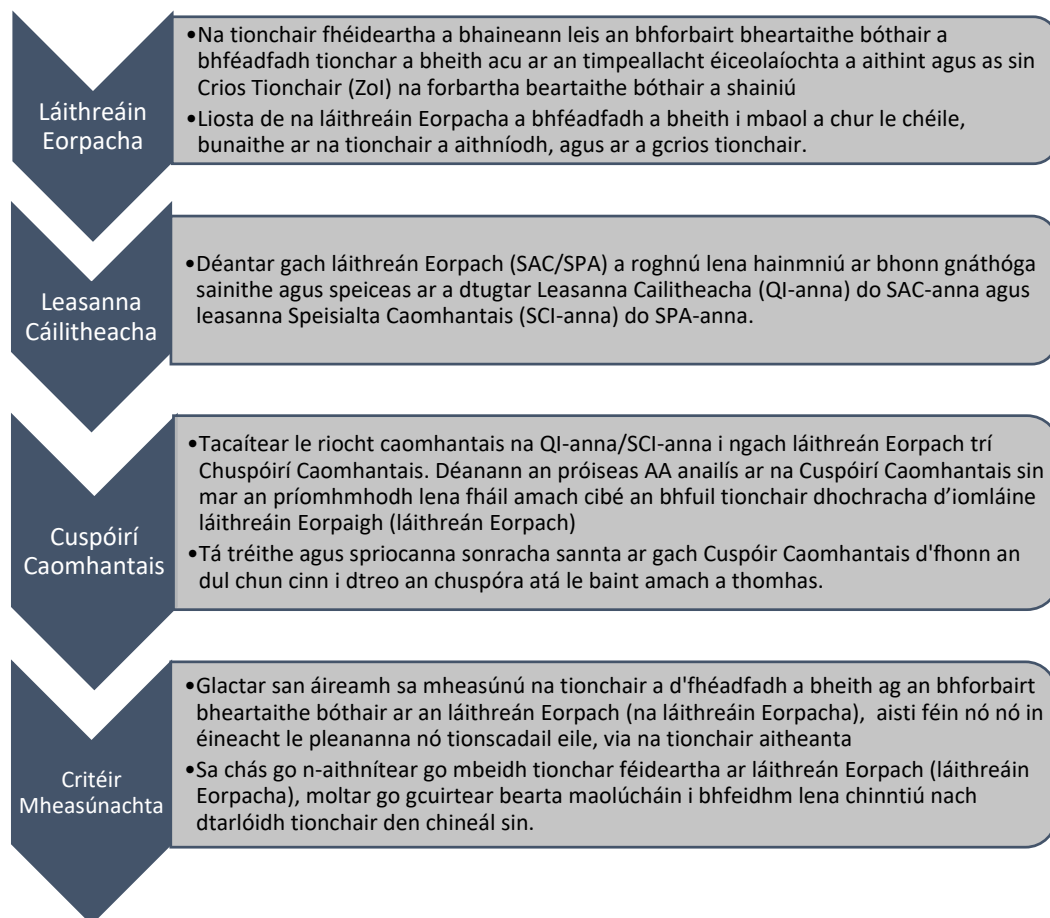 Láithreáin
Eorpacha
•Na tionchair fhéideartha a bhaineann leis an bhforbairt bheartaithe bóthair a
bhféadfadh tionchar a bheith acu ar an timpeallacht éiceolaíochta a aithint agus as sin
Crios Tionchair (ZoI) na forbartha beartaithe bóthair a shainiú
•Liosta de na láithreáin Eorpacha a bhféadfadh a bheith i mbaol a chur le chéile,
bunaithe ar na tionchair a aithníodh, agus ar a gcrios tionchair.
Leasanna
Cáilitheacha
•Déantar gach láithreán Eorpach (SAC/SPA) a roghnú lena hainmniú ar bhonn gnáthóga
sainithe agus speiceas ar a dtugtar Leasanna Cailitheacha (QI-anna) do SAC-anna agus
leasanna Speisialta Caomhantais (SCI-anna) do SPA-anna.
Cuspóirí
Caomhantais
•Tacaítear le riocht caomhantais na QI-anna/SCI-anna i ngach láithreán Eorpach trí
Chuspóirí Caomhantais. Déanann an próiseas AA anailís ar na Cuspóirí Caomhantais sin
mar an príomhmhodh lena fháil amach cibé an bhfuil tionchair dhochracha d’iomláine
láithreáin Eorpaigh (láithreán Eorpach)
•Tá tréithe agus spriocanna sonracha sannta ar gach Cuspóir Caomhantais d'fhonn an
dul chun cinn i dtreo an chuspóra atá le baint amach a thomhas.
Critéir
Mheasúnachta
•Glactar san áireamh sa mheasúnú na tionchair a d'fhéadfadh a bheith ag an bhforbairt
bheartaithe bóthair ar an láithreán Eorpach (na láithreáin Eorpacha), aisti féin nó nó in
éineacht le pleananna nó tionscadail eile, via na tionchair aitheanta
•Sa chás go n-aithnítear go mbeidh tionchar féideartha ar láithreán Eorpach (láithreáin
Eorpacha), moltar go gcuirtear bearta maolúcháin i bhfeidhm lena chinntiú nach
dtarlóidh tionchair den chineál sin.